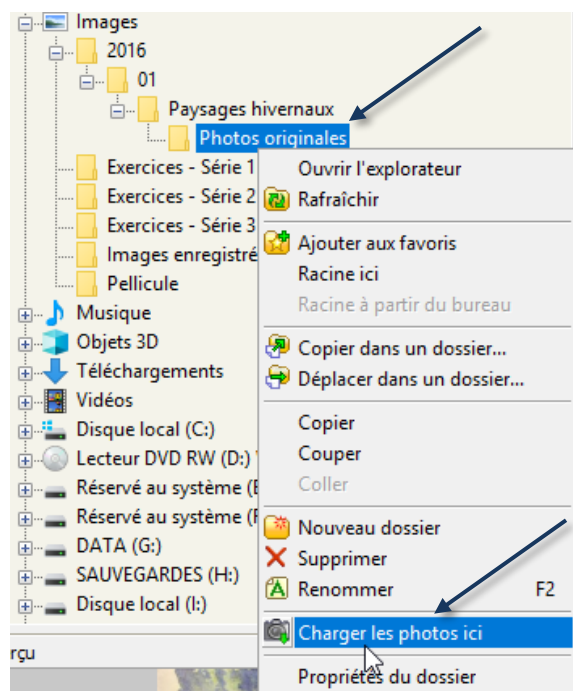 Images
2016
01
Paysages hivernaux
Photos originales
Exercices - Série 1
Exercices - Série 2
Exercices - Série 3
Images enregistré
Pellicule
Musique
Objets 3D
Téléchargements
Vidéos
Disque local (C:)
Lecteur DVD RW (D:)
Réservé au système (
Réservé au système (
DATA (G:)
SAUVEGARDES (H:)
Disque local (I:)
rçu
Ouvrir l'explorateur
Rafraîchir
Ajouter aux favoris
Racine ici
Racine à partir du bureau
Copier dans un dossier...
Déplacer dans un dossier...
Copier
Couper
Coller
Nouveau dossier
Supprimer
Renommer F2
Charger les photos ici
Propriétés du dossier